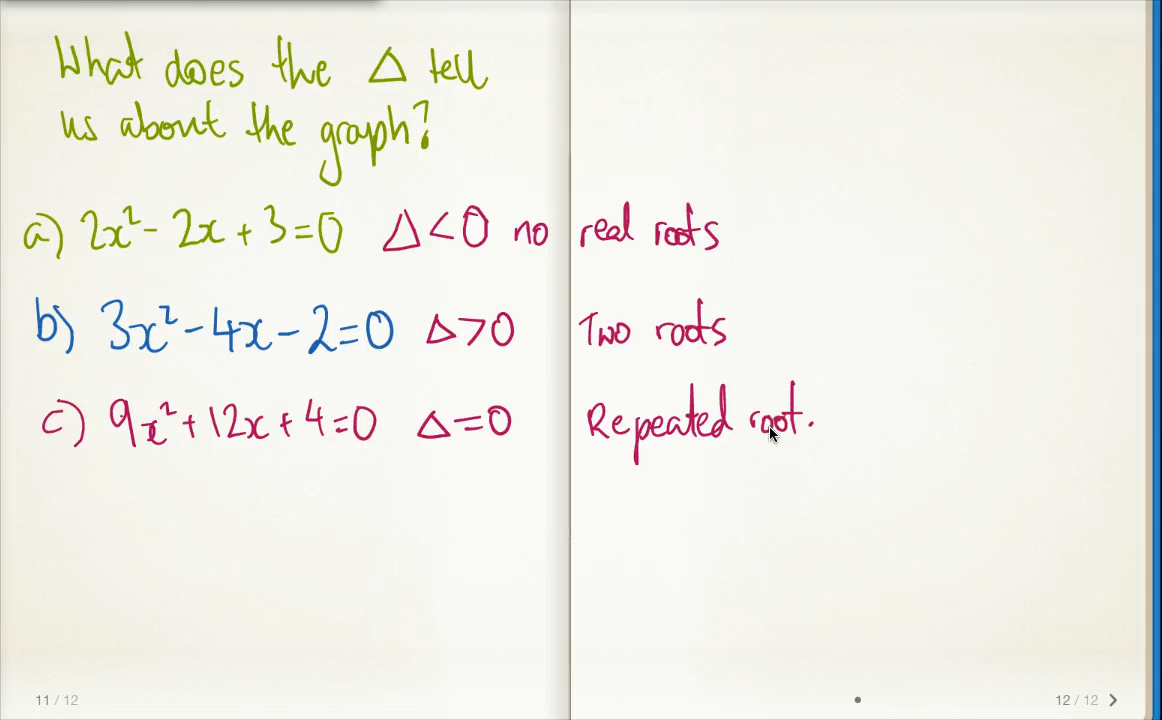 What does the Δ tell
us about the graph?
a) 2x² - 2x + 3 = 0 Δ < 0 no real roots
b) 3x² - 4x - 2 = 0 Δ > 0 Two roots
c) 9x² + 12x + 4 = 0 Δ = 0 Repeated root.
11 / 12
12 / 12